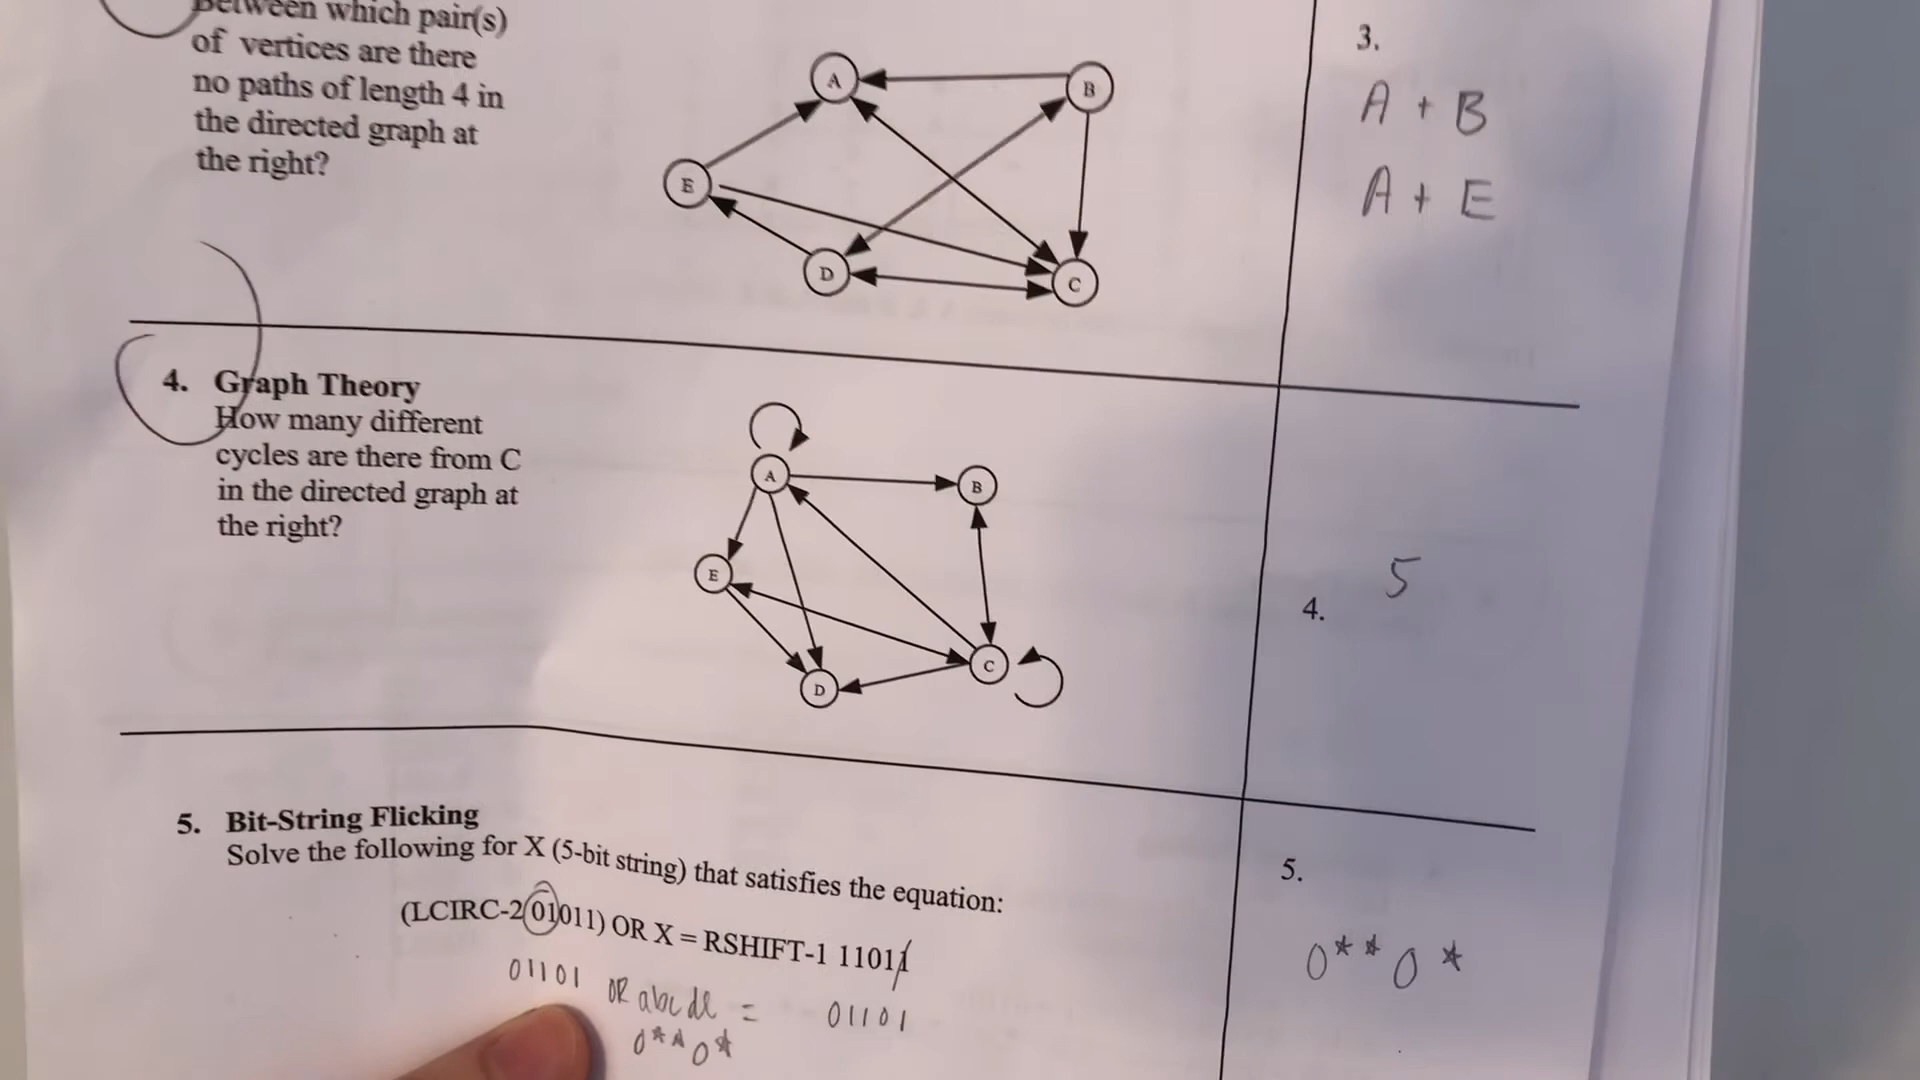 Between which pair(s)
of vertices are there
no paths of length 4 in
the directed graph at
the right?
A
B
E
D
C
3.
A + B
A + E
4. Graph Theory
How many different
cycles are there from C
in the directed graph at
the right?
A
B
E
C
D
5
4.
5. Bit-String Flicking
Solve the following for X (5-bit string) that satisfies the equation:
(LCIRC-2 01011) OR X = RSHIFT-1 11011
01101 OR abcde = 01101
0**0*
5.
0**0*